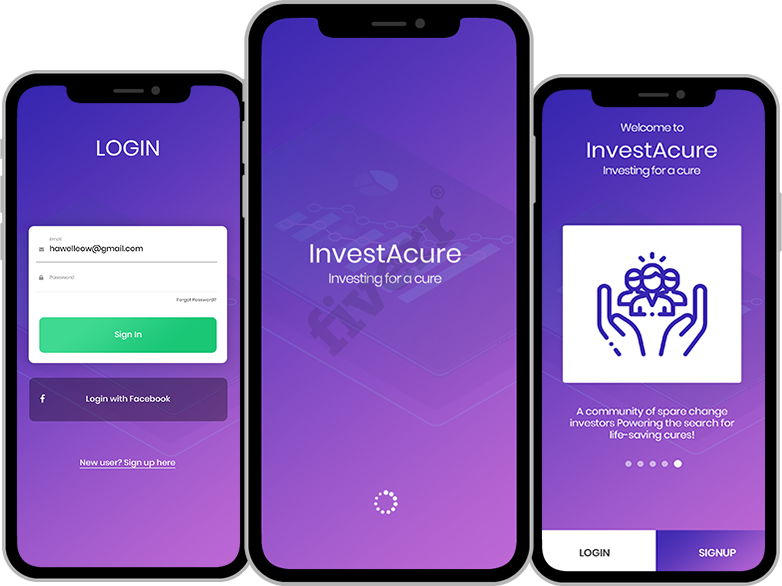 LOGIN
Email
hawelleow@gmail.com
Password
Forgot Password?
Sign In
f
Login with Facebook
New user? Sign up here
InvestAcure
Investing for a cure
fiverr®
Welcome to
InvestAcure
Investing for a cure
A community of spare change
investors Powering the search for
life-saving cures!
LOGIN
SIGNUP